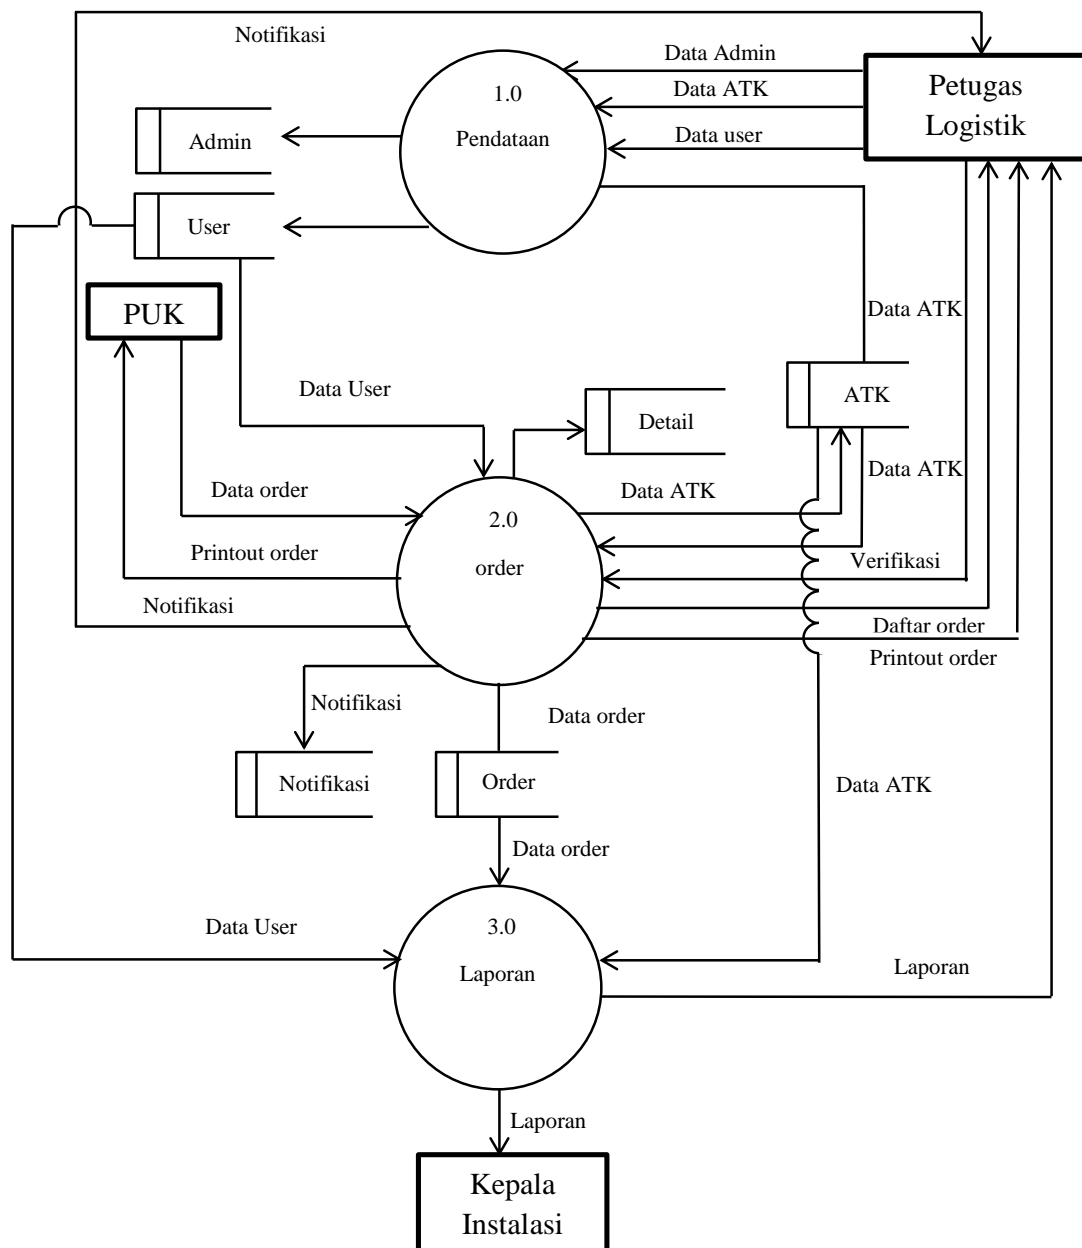 Notifikasi
Data Admin
Petugas
Logistik
1.0
Data ATK
Pendataan
Data user
Admin
User
PUK
Data ATK
Data User
ATK
Detail
Data order
Data ATK
Data ATK
2.0
Printout order
order
Verifikasi
Notifikasi
Daftar order
Printout order
Notifikasi
Data order
Notifikasi
Order
Data ATK
Data order
Data User
3.0
Laporan
Laporan
Laporan
Kepala
Instalasi